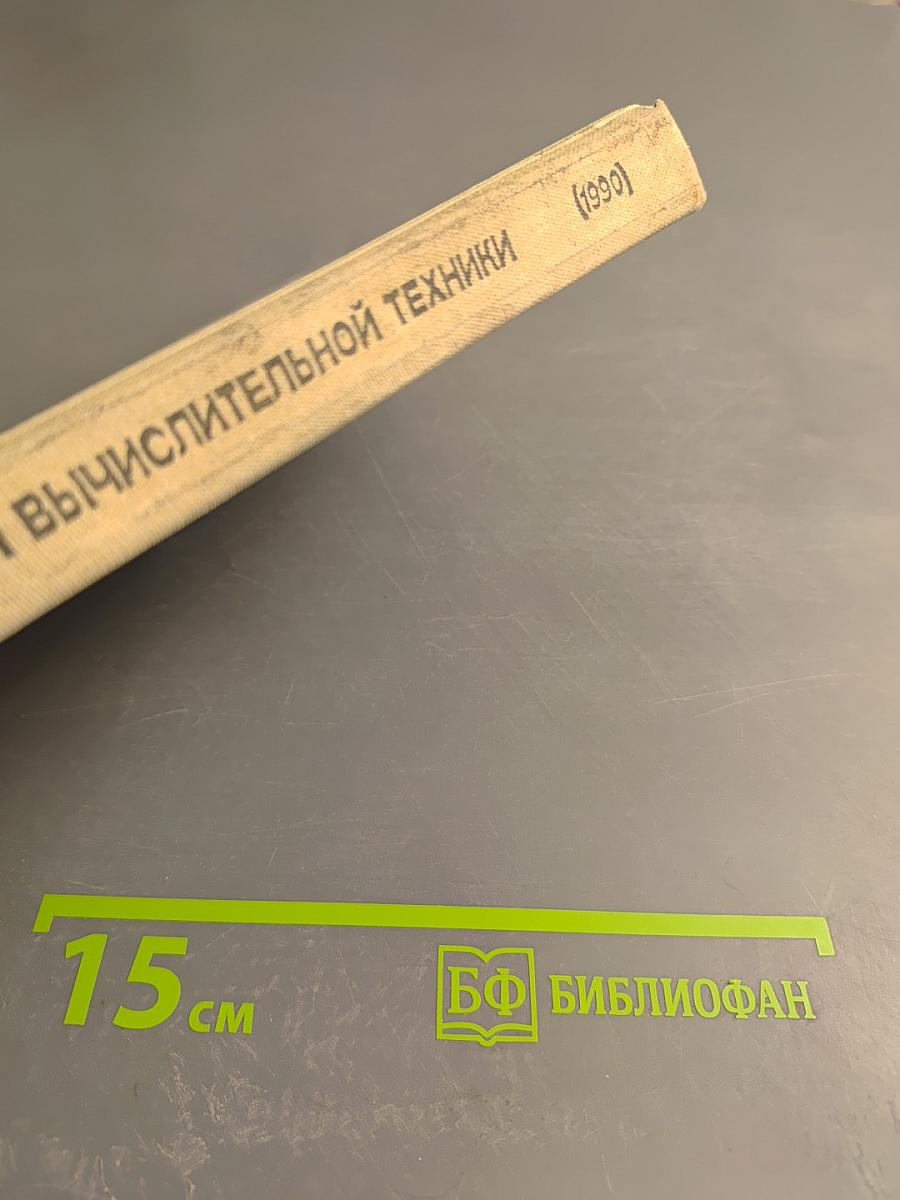 ВЫЧИСЛИТЕЛЬНОЙ ТЕХНИКИ (1990)
15 см
БФ БИБЛИОФАН